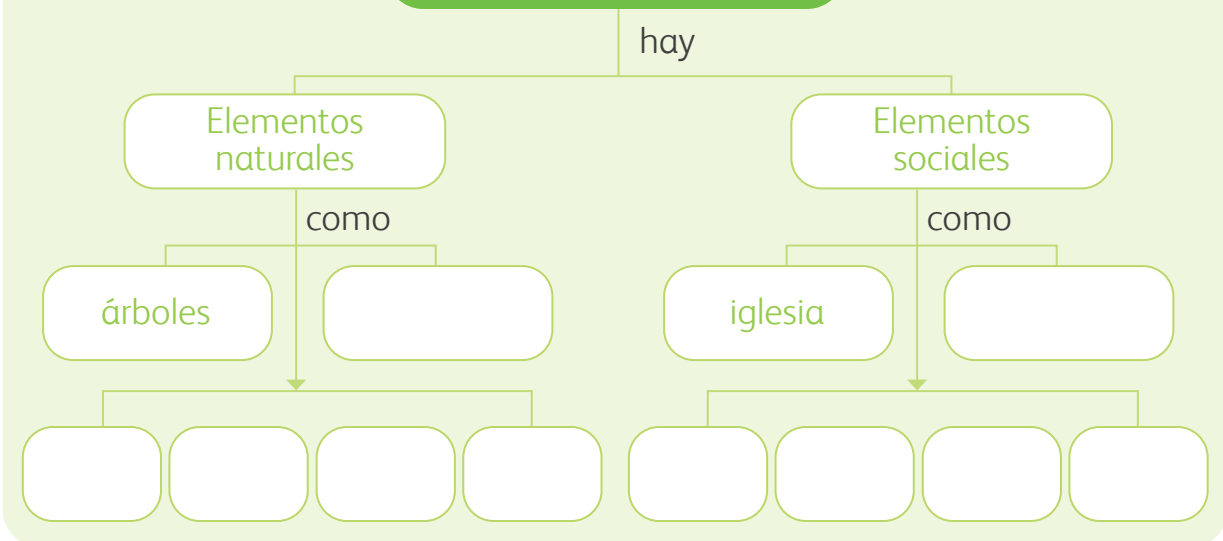 hay
Elementos
naturales
Elementos
sociales
como
como
árboles
iglesia